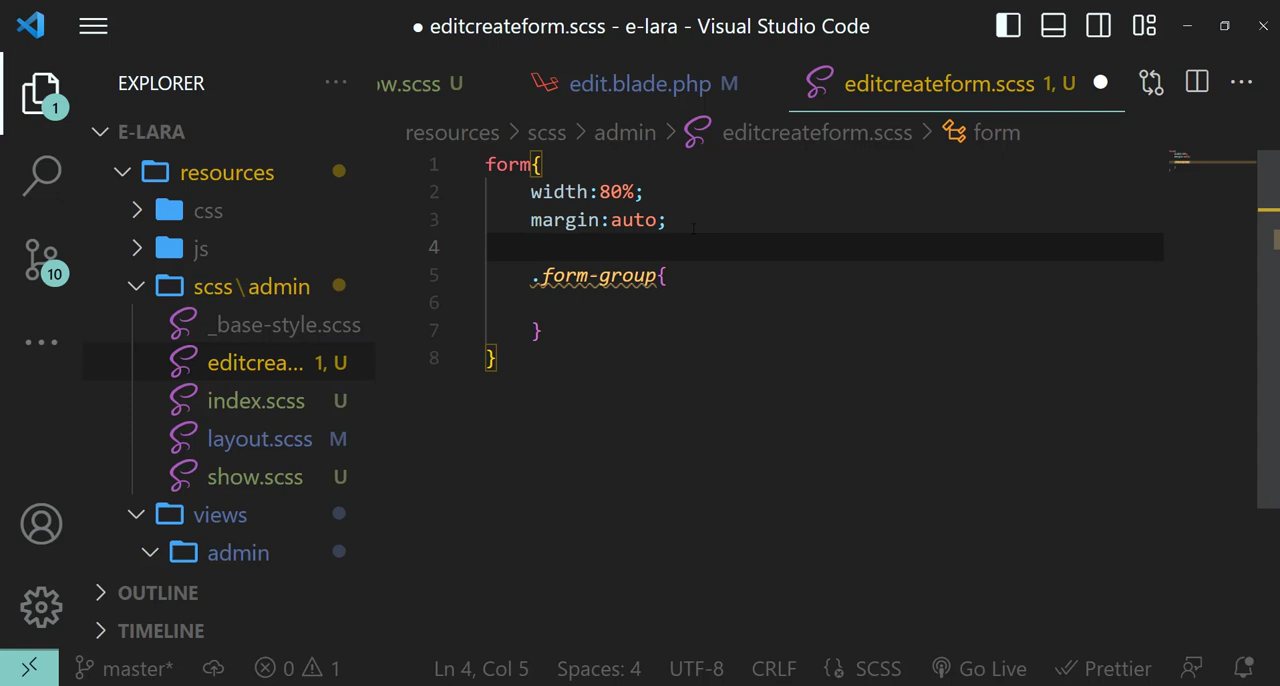 ● editcreateform.scss - e-lara - Visual Studio Code
EXPLORER
ow.scss U
edit.blade.php M
editcreateform.scss 1, U
1
E-LARA
resources > scss > admin > editcreateform.scss > form
resources
css
js
scss\admin
_base-style.scss
editcrea... 1, U
index.scss U
layout.scss M
show.scss U
views
admin
OUTLINE
TIMELINE
10
1 form{
2 width:80%;
3 margin:auto;
4
5 .form-group{
6
7 }
8 }
master* 0 1 Ln 4, Col 5 Spaces: 4 UTF-8 CRLF SCSS Go Live Prettier